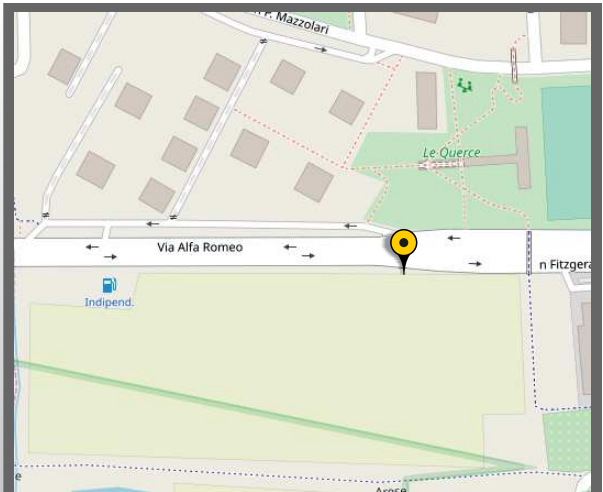 P. Mazzolari
Le Querce
Via Alfa Romeo
n Fitzgera
Indipend.
e
Arese